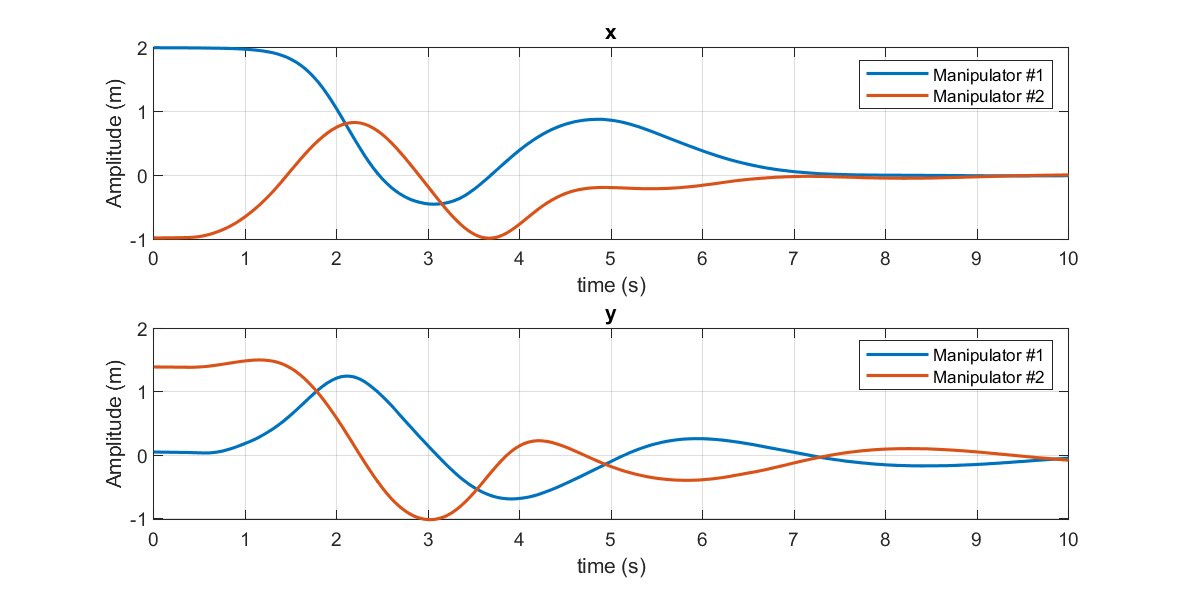 x
Amplitude (m)
2
1
0
-1
Manipulator #1
Manipulator #2
0 1 2 3 4 5 6 7 8 9 10
time (s)
y
Amplitude (m)
2
1
0
-1
Manipulator #1
Manipulator #2
0 1 2 3 4 5 6 7 8 9 10
time (s)